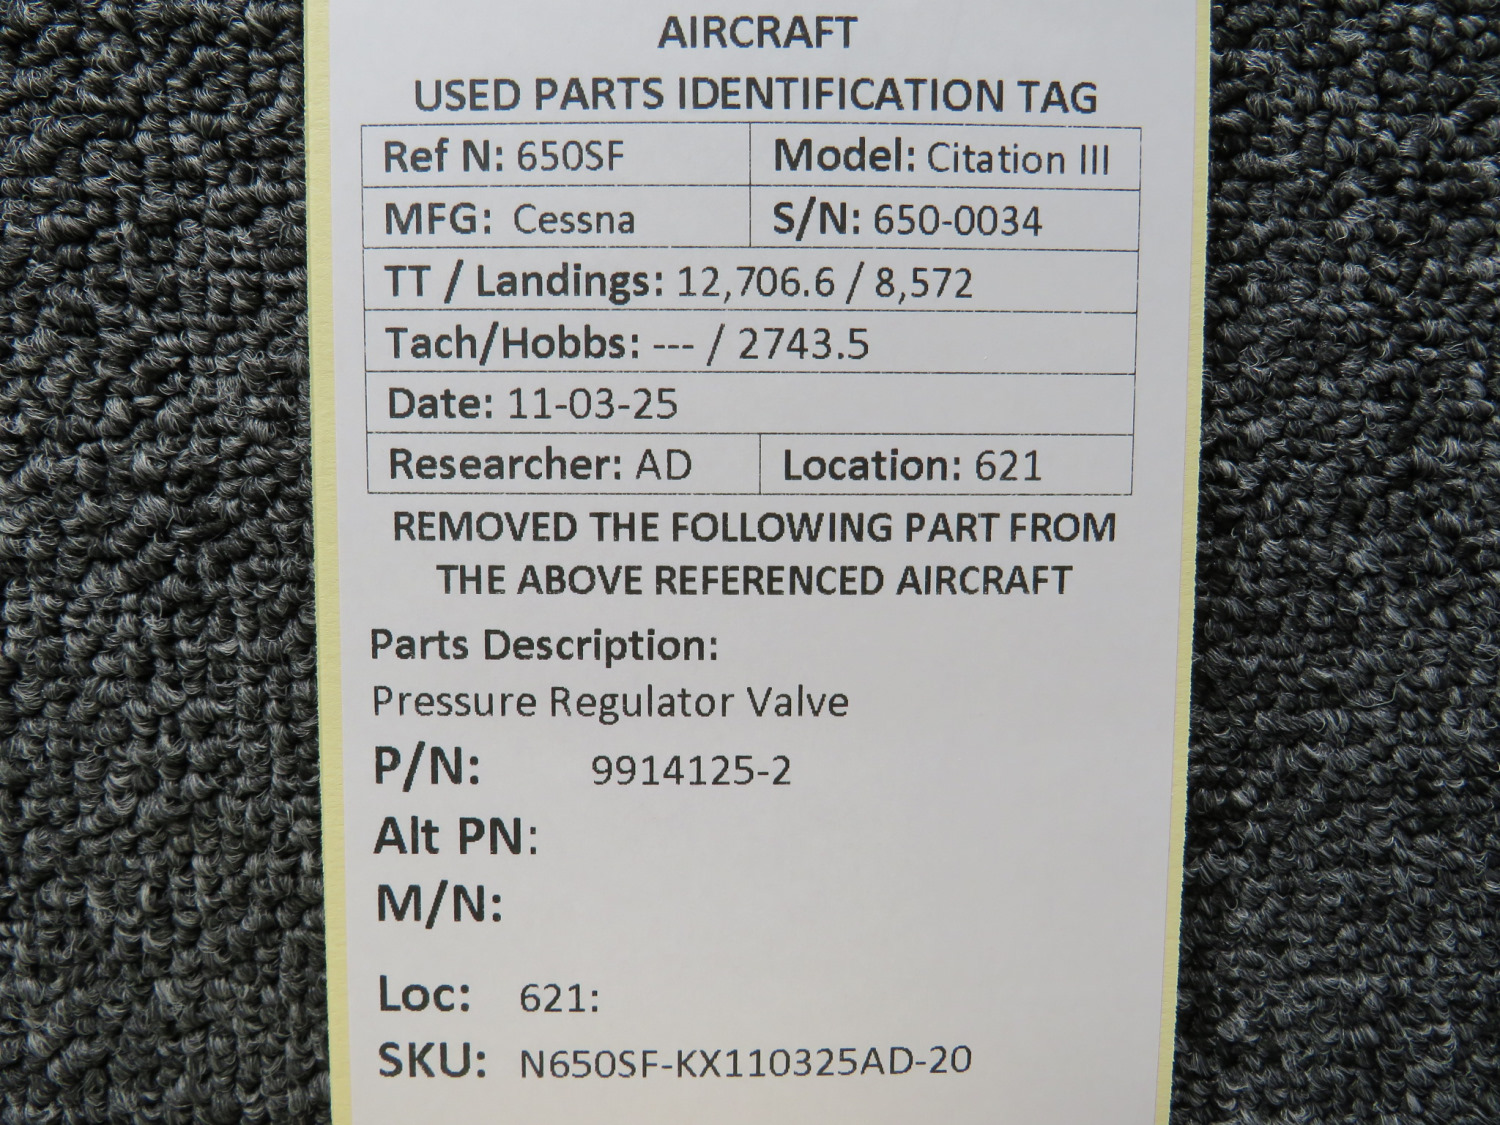 AIRCRAFT
USED PARTS IDENTIFICATION TAG
Ref N: 650SF Model: Citation III
MFG: Cessna S/N: 650-0034
TT / Landings: 12,706.6 / 8,572
Tach/Hobbs: --- / 2743.5
Date: 11-03-25
Researcher: AD Location: 621
REMOVED THE FOLLOWING PART FROM
THE ABOVE REFERENCED AIRCRAFT
Parts Description:
Pressure Regulator Valve
P/N: 9914125-2
Alt PN:
M/N:
Loc: 621:
SKU: N650SF-KX110325AD-20